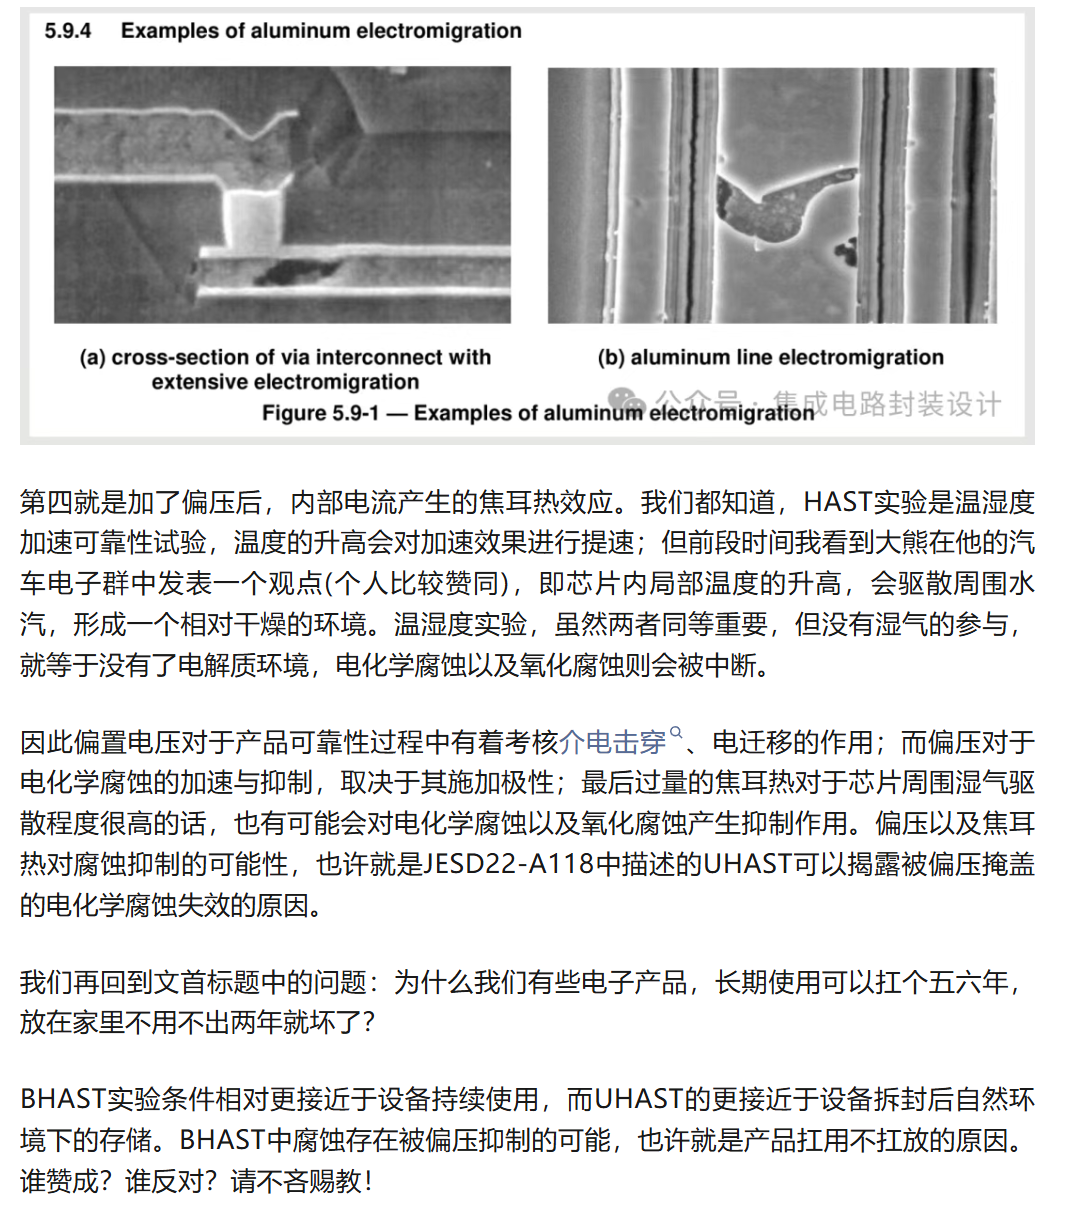 5.9.4 Examples of aluminum electromigration
(a) cross-section of via interconnect with
extensive electromigration
(b) aluminum line electromigration
公众号 · 集成电路封装设计
Figure 5.9-1 — Examples of aluminum electromigration
第四就是加了偏压后，内部电流产生的焦耳热效应。我们都知道，HAST实验是温湿度
加速可靠性试验，温度的升高会对加速效果进行提速；但前段时间我看到大熊在他的汽
车电子群中发表一个观点(个人比较赞同)，即芯片内局部温度的升高，会驱散周围水
汽，形成一个相对干燥的环境。温湿度实验，虽然两者同等重要，但没有湿气的参与，
就等于没有了电解质环境，电化学腐蚀以及氧化腐蚀则会被中断。
因此偏置电压对于产品可靠性过程中有着考核介电击穿、电迁移的作用；而偏压对于
电化学腐蚀的加速与抑制，取决于其施加极性；最后过量的焦耳热对于芯片周围湿气驱
散程度很高的话，也有可能会对电化学腐蚀以及氧化腐蚀产生抑制作用。偏压以及焦耳
热对腐蚀抑制的可能性，也许就是JESD22-A118中描述的UHAST可以揭露被偏压掩盖
的电化学腐蚀失效的原因。
我们再回到文首标题中的问题：为什么我们有些电子产品，长期使用可以扛个五六年，
放在家里不用不出两年就坏了？
BHAST实验条件相对更接近于设备持续使用，而UHAST的更接近于设备拆封后自然环
境下的存储。BHAST中腐蚀存在被偏压抑制的可能，也许就是产品扛用不扛放的原因。
谁赞成？谁反对？请不吝赐教！